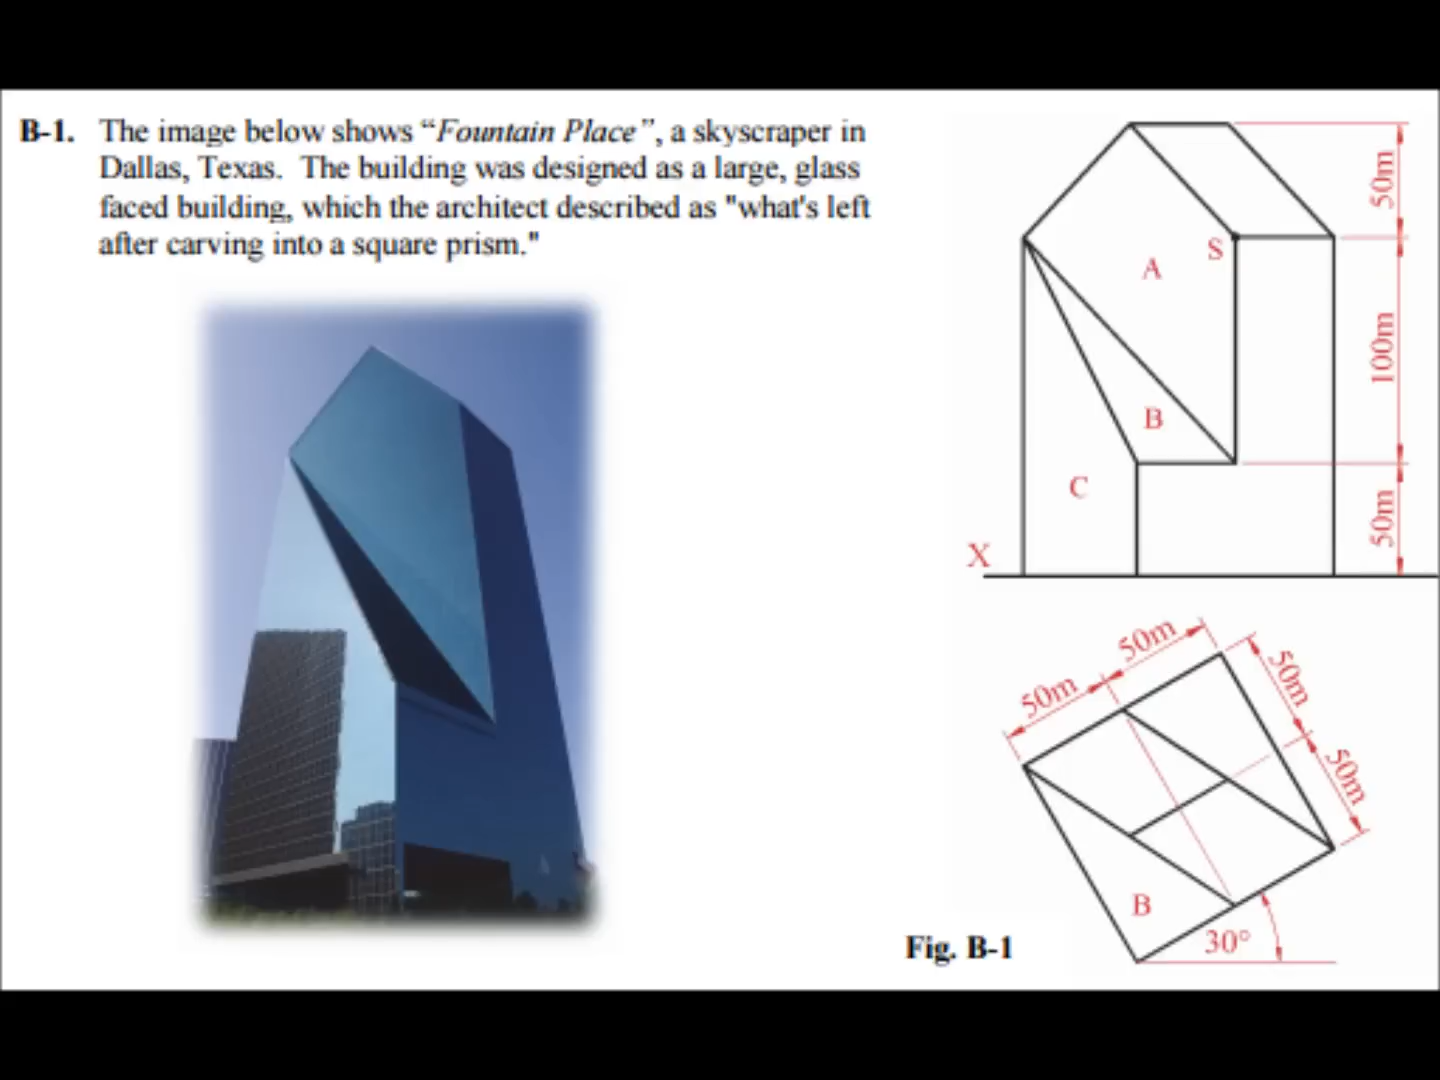 B-1. The image below shows “Fountain Place”, a skyscraper in
Dallas, Texas. The building was designed as a large, glass
faced building, which the architect described as "what's left
after carving into a square prism."
50m
S
A
100m
B
C
50m
X
50m
50m
50m
50m
B
30°
Fig. B-1